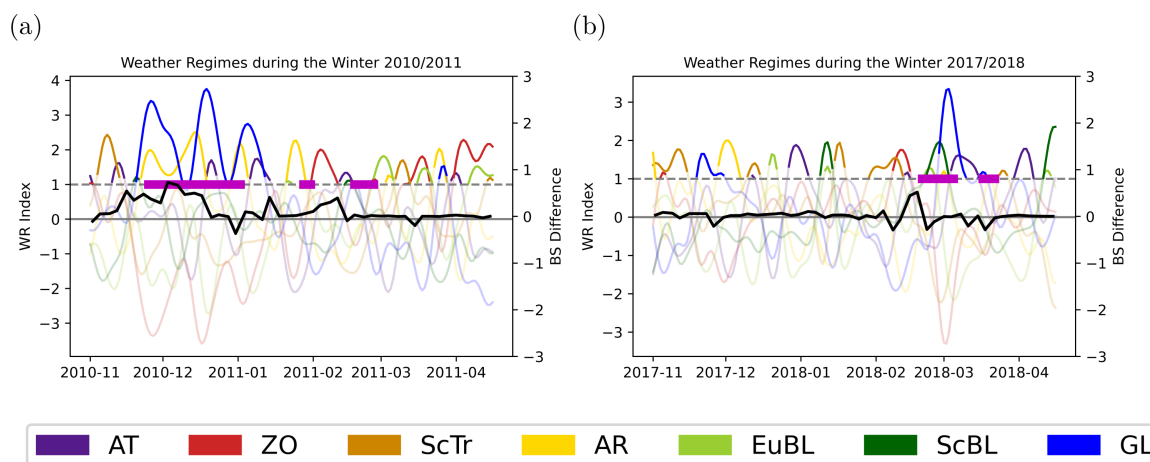 (a)
(b)
Weather Regimes during the Winter 2010/2011
Weather Regimes during the Winter 2017/2018
4
3
2
1
0
−1
−2
−3
WR Index
3
2
1
0
−1
−2
−3
BS Difference
2010-11 2010-12 2011-01 2011-02 2011-03 2011-04
3
2
1
0
−1
−2
−3
WR Index
3
2
1
0
−1
−2
−3
BS Difference
2017-11 2017-12 2018-01 2018-02 2018-03 2018-04
AT ZO ScTr AR EuBL ScBL GL